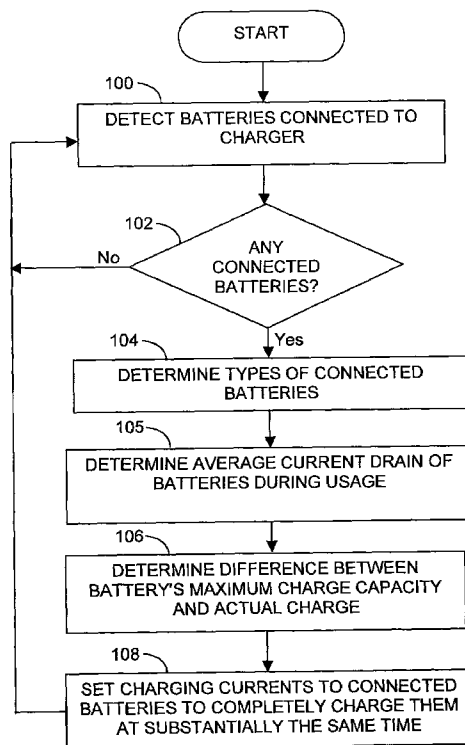 START
100
DETECT BATTERIES CONNECTED TO
CHARGER
102
ANY
CONNECTED
BATTERIES?
No
Yes
104
DETERMINE TYPES OF CONNECTED
BATTERIES
105
DETERMINE AVERAGE CURRENT DRAIN OF
BATTERIES DURING USAGE
106
DETERMINE DIFFERENCE BETWEEN
BATTERY'S MAXIMUM CHARGE CAPACITY
AND ACTUAL CHARGE
108
SET CHARGING CURRENTS TO CONNECTED
BATTERIES TO COMPLETELY CHARGE THEM
AT SUBSTANTIALLY THE SAME TIME